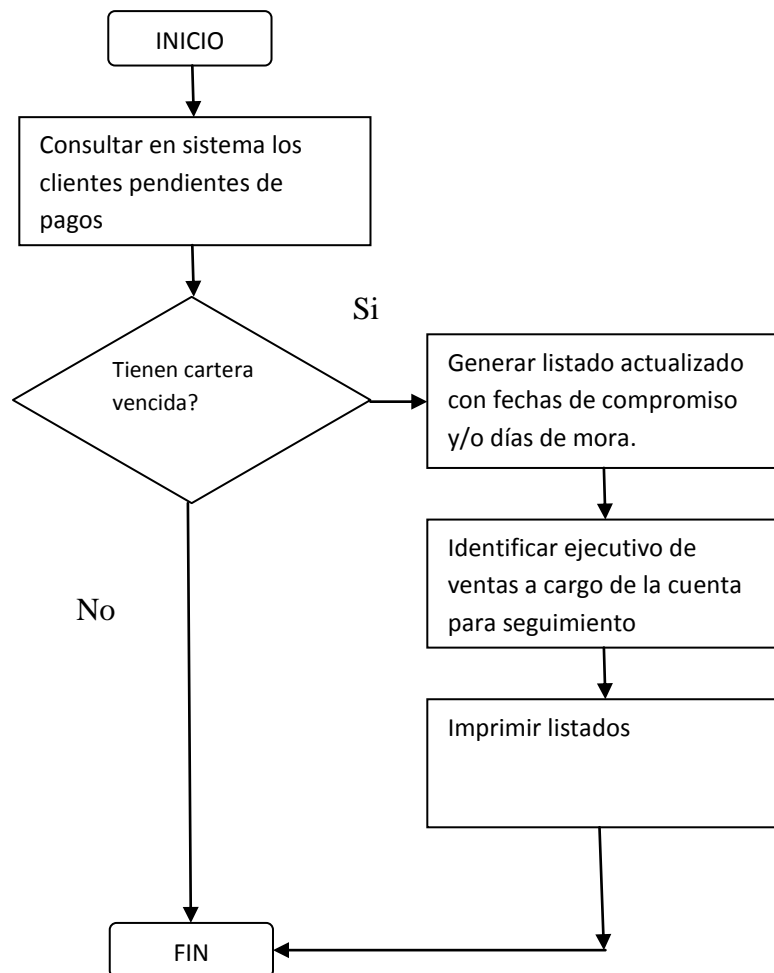 INICIO
Consultar en sistema los
clientes pendientes de
pagos
Si
Tienen cartera
vencida?
Generar listado actualizado
con fechas de compromiso
y/o días de mora.
Identificar ejecutivo de
ventas a cargo de la cuenta
para seguimiento
No
Imprimir listados
FIN